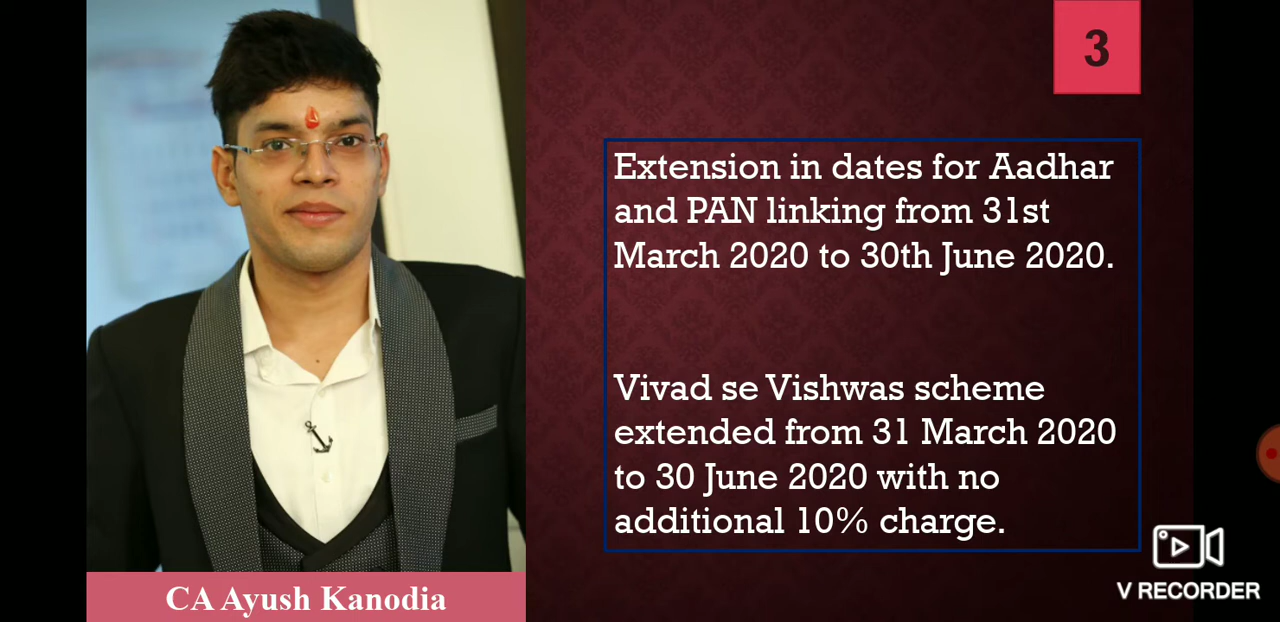 3
Extension in dates for Aadhar
and PAN linking from 31st
March 2020 to 30th June 2020.
Vivad se Vishwas scheme
extended from 31 March 2020
to 30 June 2020 with no
additional 10% charge.
CA Ayush Kanodia
V RECORDER